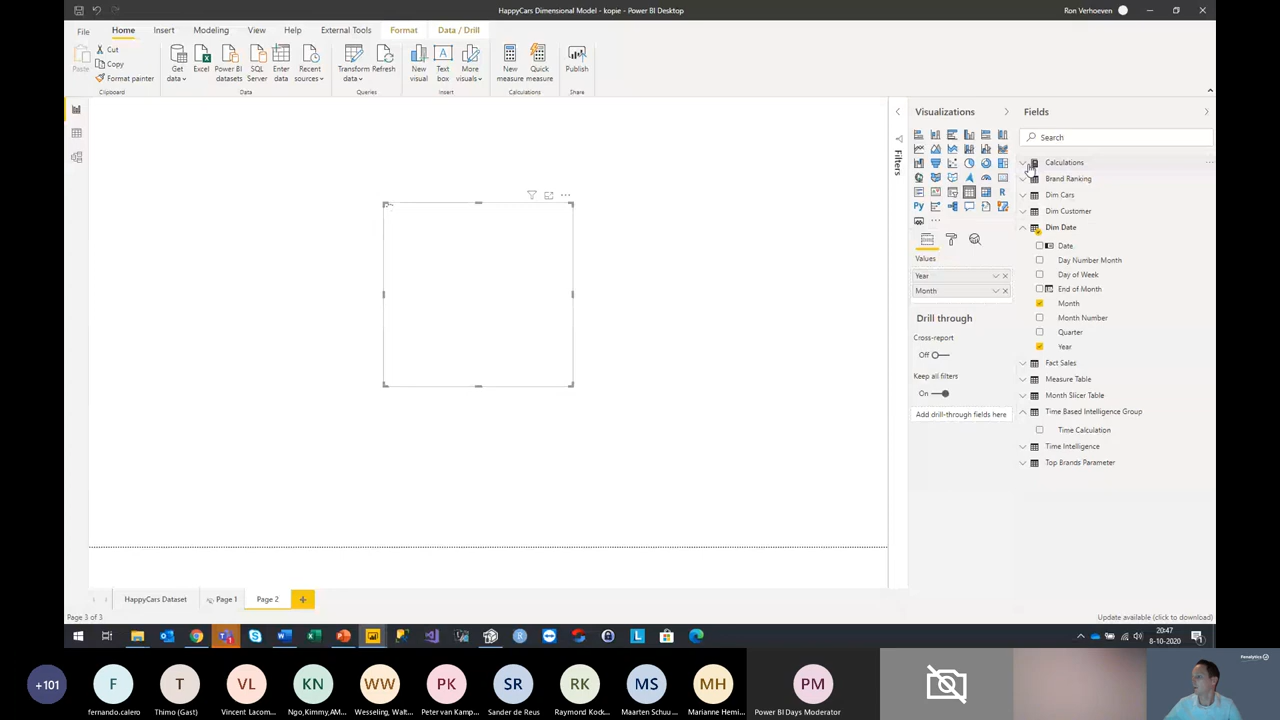 HappyCars Dimensional Model - kopie - Power BI Desktop
Ron Verhoeven
File Home Insert Modeling View Help External Tools Format Data / Drill
Paste
Cut
Copy
Format painter
Clipboard
Get data
Excel
Power BI datasets
SQL Server
Enter data
Recent sources
Data
Transform data
Refresh
Queries
New visual
Text box
More visuals
Insert
New measure
Quick measure
Calculations
Publish
Share
Filters
Visualizations
Values
Year
Month
Drill through
Cross-report
Off
Keep all filters
On
Add drill-through fields here
Fields
Search
Calculations
Brand Ranking
Dim Cars
Dim Customer
Dim Date
Date
Day Number Month
Day of Week
End of Month
Month
Month Number
Quarter
Year
Fact Sales
Measure Table
Month Slicer Table
Time Based Intelligence Group
Time Calculation
Time Intelligence
Top Brands Parameter
HappyCars Dataset
Page 1
Page 2
Page 3 of 3
Update available (click to download)
20:47
8-10-2020
+101
F
fernando.calero
T
Thimo (Gast)
VL
Vincent Lacom...
KN
Ngo,Kimmy,AM...
WW
Wesseling, Walt...
PK
Peter van Kamp...
SR
Sander de Reus
RK
Raymond Kock...
MS
Maarten Schuu...
MH
Marianne Hemi...
PM
Power BI Days Moderator